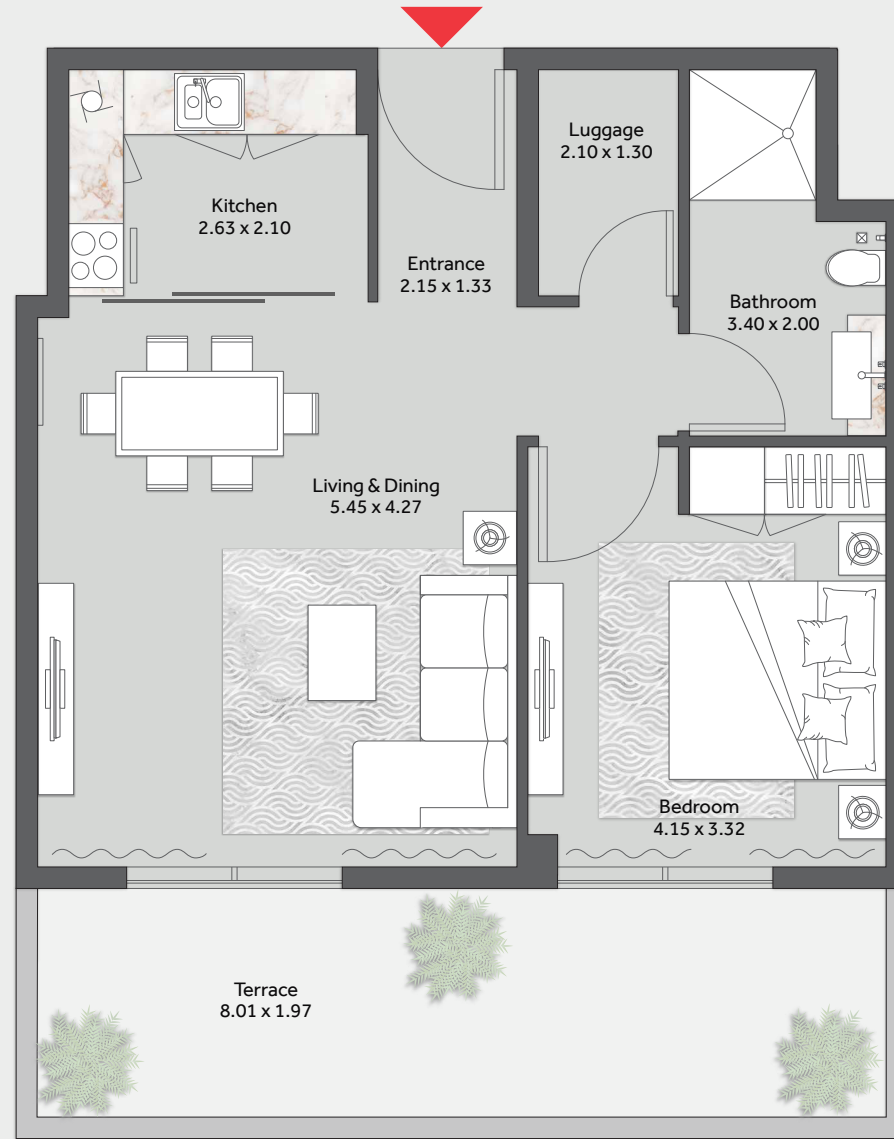 Luggage
2.10 x 1.30
Kitchen
2.63 x 2.10
Entrance
2.15 x 1.33
Bathroom
3.40 x 2.00
Living & Dining
5.45 x 4.27
Bedroom
4.15 x 3.32
Terrace
8.01 x 1.97